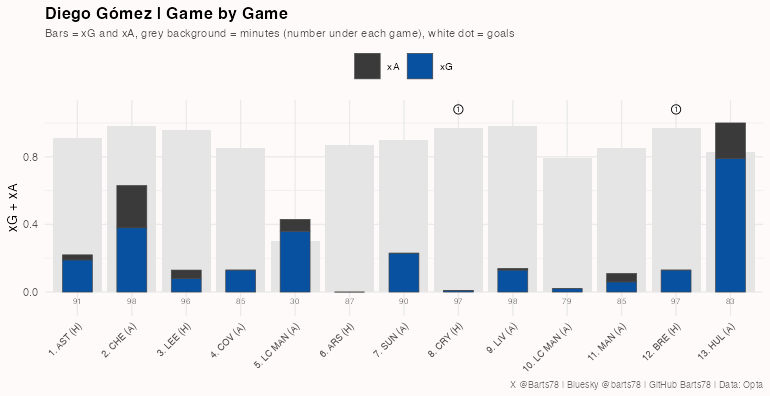 Diego Gómez | Game by Game
Bars = xG and xA, grey background = minutes (number under each game), white dot = goals
xA xG
1 1
xG + xA
0.8
0.4
0.0
91 98 96 85 30 87 90 97 98 79 85 97 83
1. AST (H)
2. CHE (A)
3. LEE (H)
4. COV (A)
5. LC MAN (A)
6. ARS (H)
7. SUN (A)
8. CRY (H)
9. LIV (A)
10. LC MAN (A)
11. MAN (A)
12. BRE (H)
13. HUL (A)
X @Barts78 | Bluesky @barts78 | GitHub Barts78 | Data: Opta